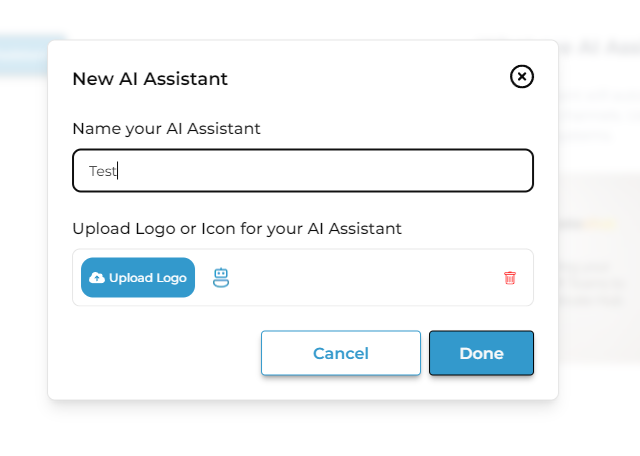 New AI Assistant
Name your AI Assistant
Test
Upload Logo or Icon for your AI Assistant
Upload Logo
Cancel
Done